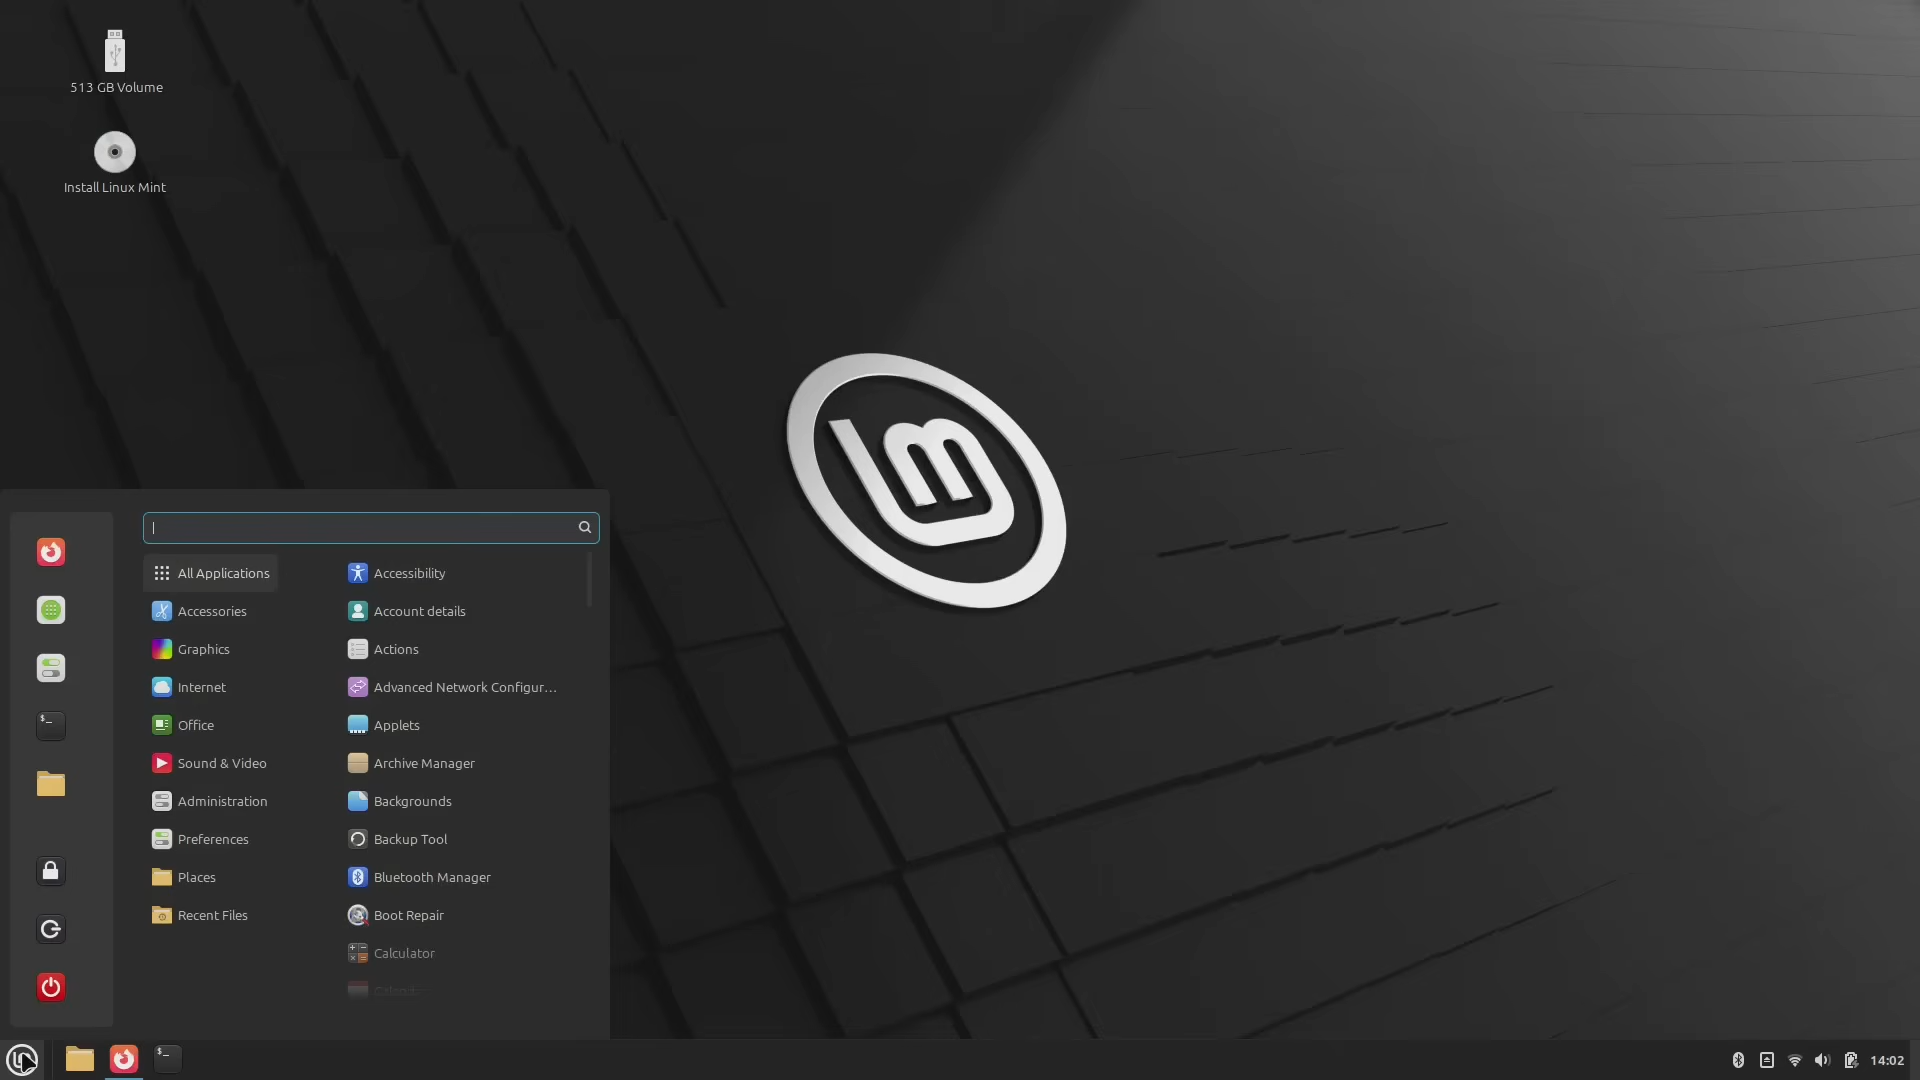 513 GB Volume
Install Linux Mint
All Applications
Accessories
Graphics
Internet
Office
Sound & Video
Administration
Preferences
Places
Recent Files
Accessibility
Account details
Actions
Advanced Network Configur...
Applets
Archive Manager
Backgrounds
Backup Tool
Bluetooth Manager
Boot Repair
Calculator
14:02